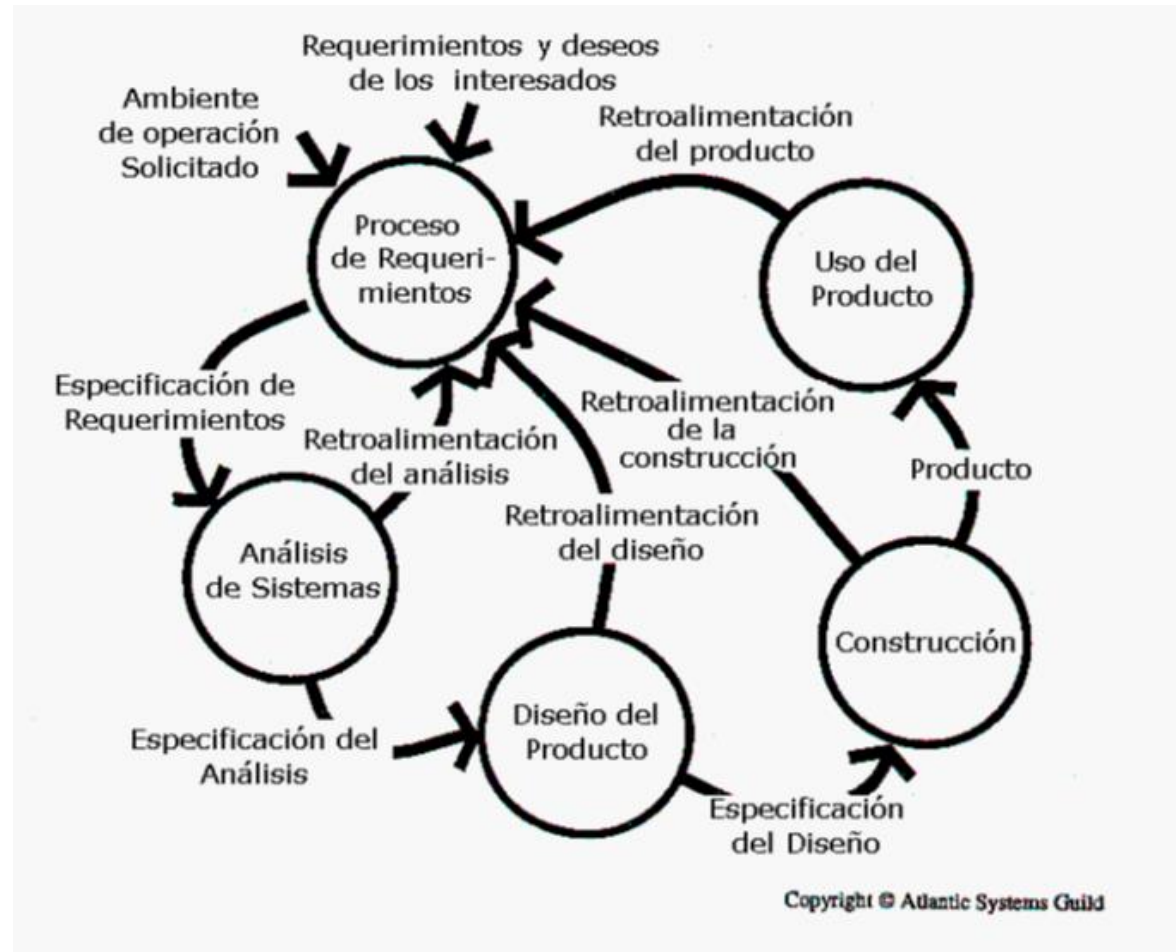 Requerimientos y deseos
de los interesados
Ambiente
de operación
Solicitado
Retroalimentación
del producto
Proceso
de Requeri-
mientos
Uso del
Producto
Especificación de
Requerimientos
Retroalimentación
del análisis
Retroalimentación
de la
construcción
Producto
Retroalimentación
del diseño
Análisis
de Sistemas
Construcción
Especificación del
Análisis
Diseño del
Producto
Especificación
del Diseño
Copyright © Atlantic Systems Guild